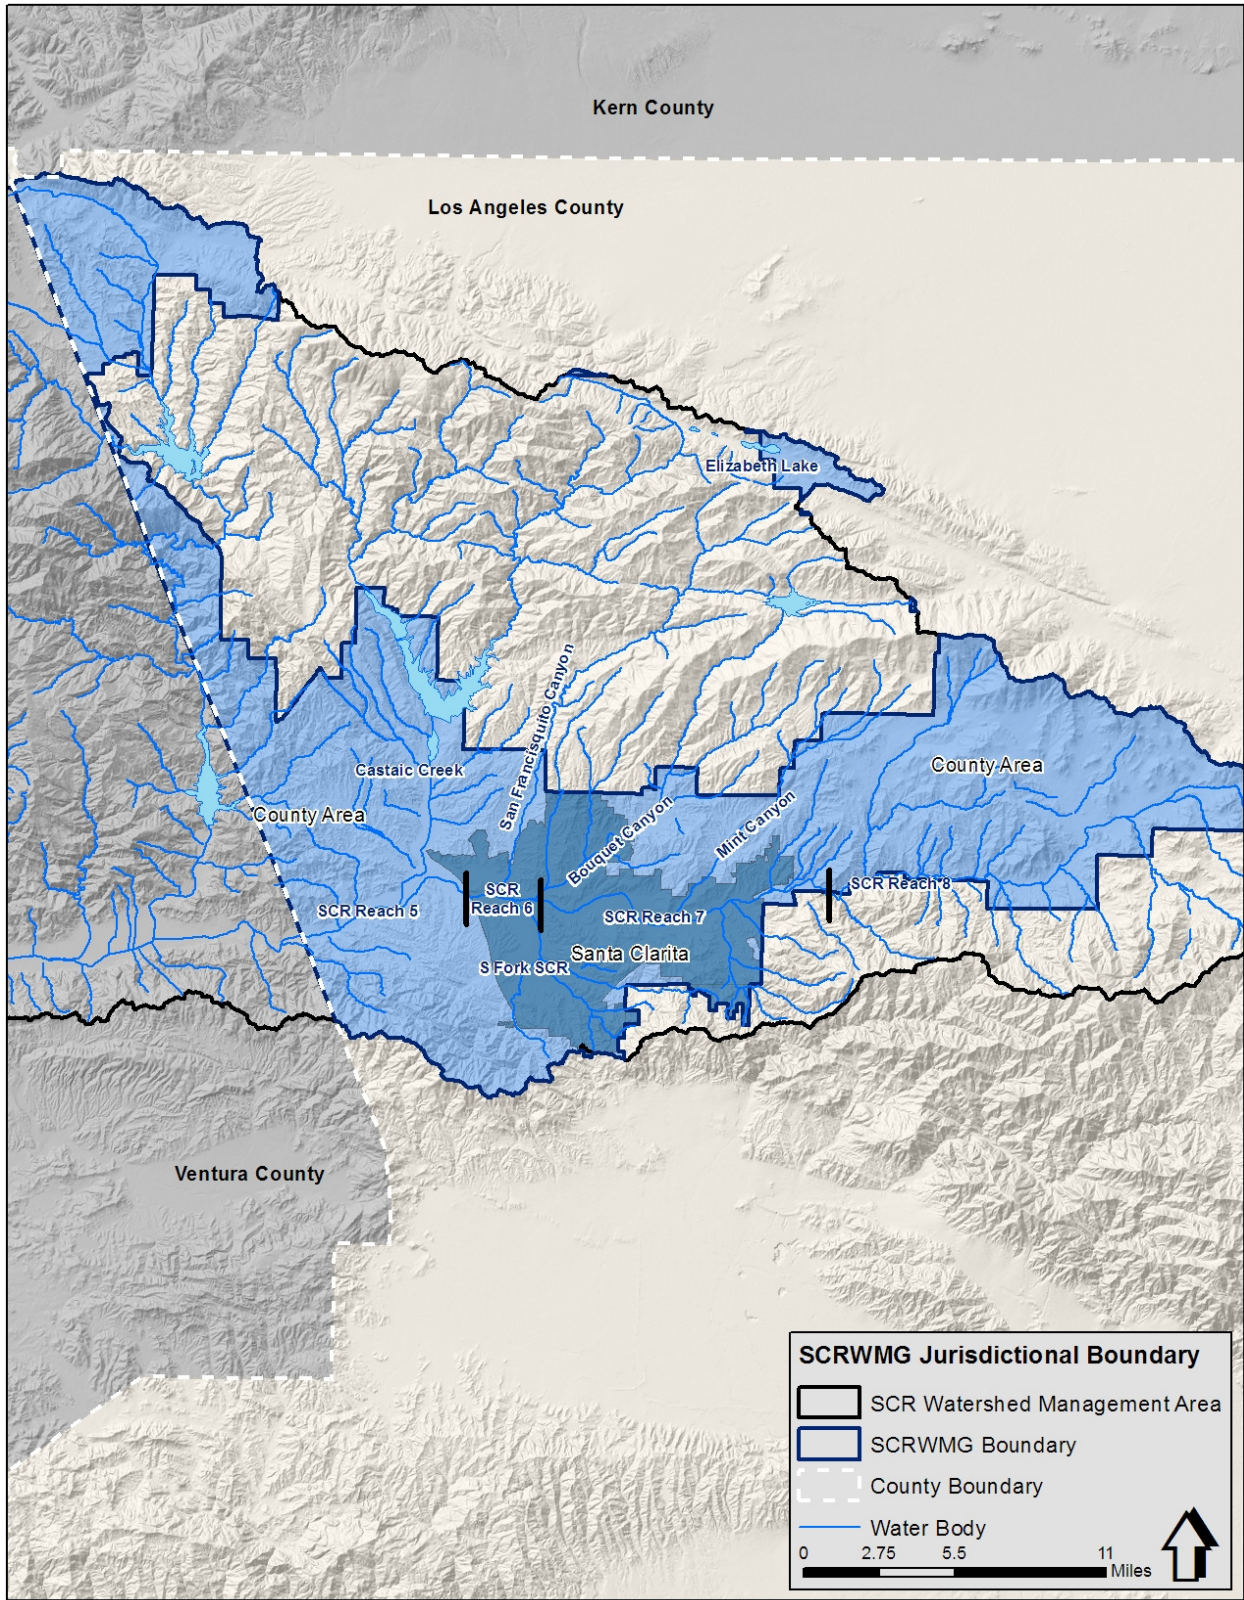 Kern County
Los Angeles County
Elizabeth Lake
San Francisquito Canyon
Castaic Creek
County Area
County Area
Bouquet Canyon
Mint Canyon
SCR Reach 5
SCR
Reach 6
SCR Reach 7
SCR Reach 8
Santa Clarita
S Fork SCR
Ventura County
SCRWMG Jurisdictional Boundary
SCR Watershed Management Area
SCRWMG Boundary
County Boundary
Water Body
0 2.75 5.5 11
Miles